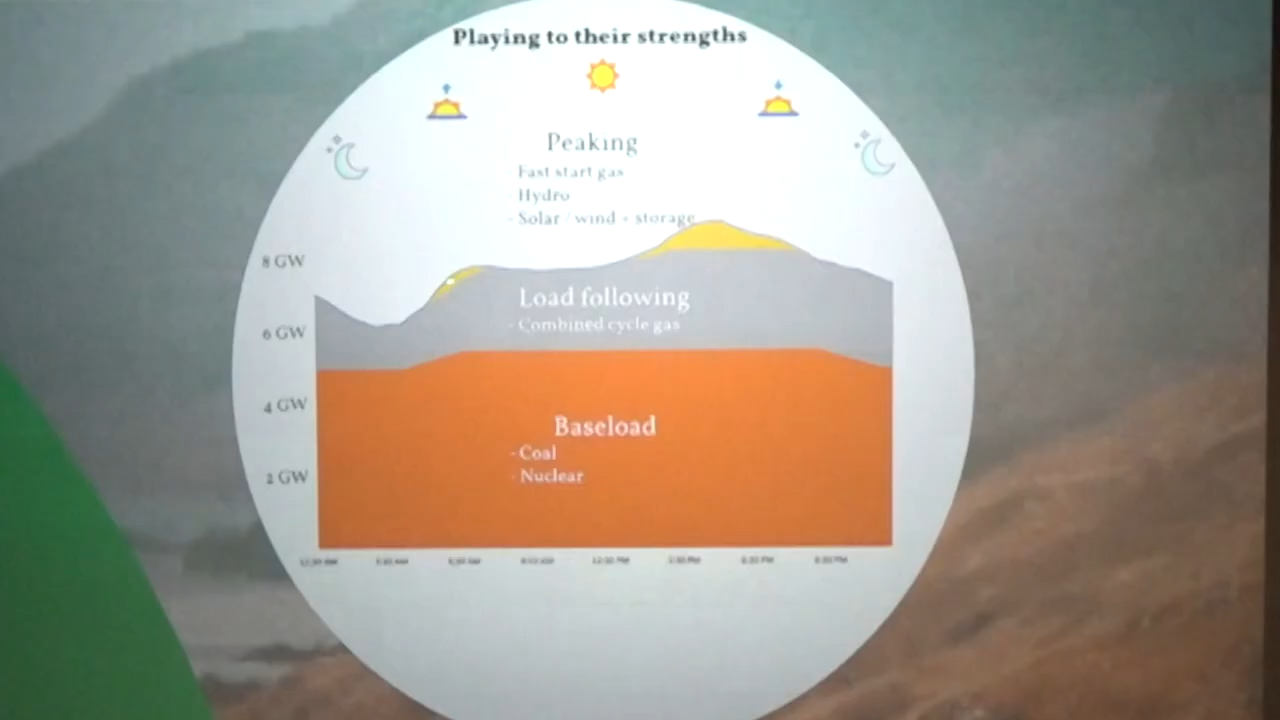 Playing to their strengths
Peaking
- Fast start gas
- Hydro
- Solar / wind + storage
8 GW
Load following
6 GW
- Combined cycle gas
4 GW
Baseload
- Coal
2 GW
- Nuclear